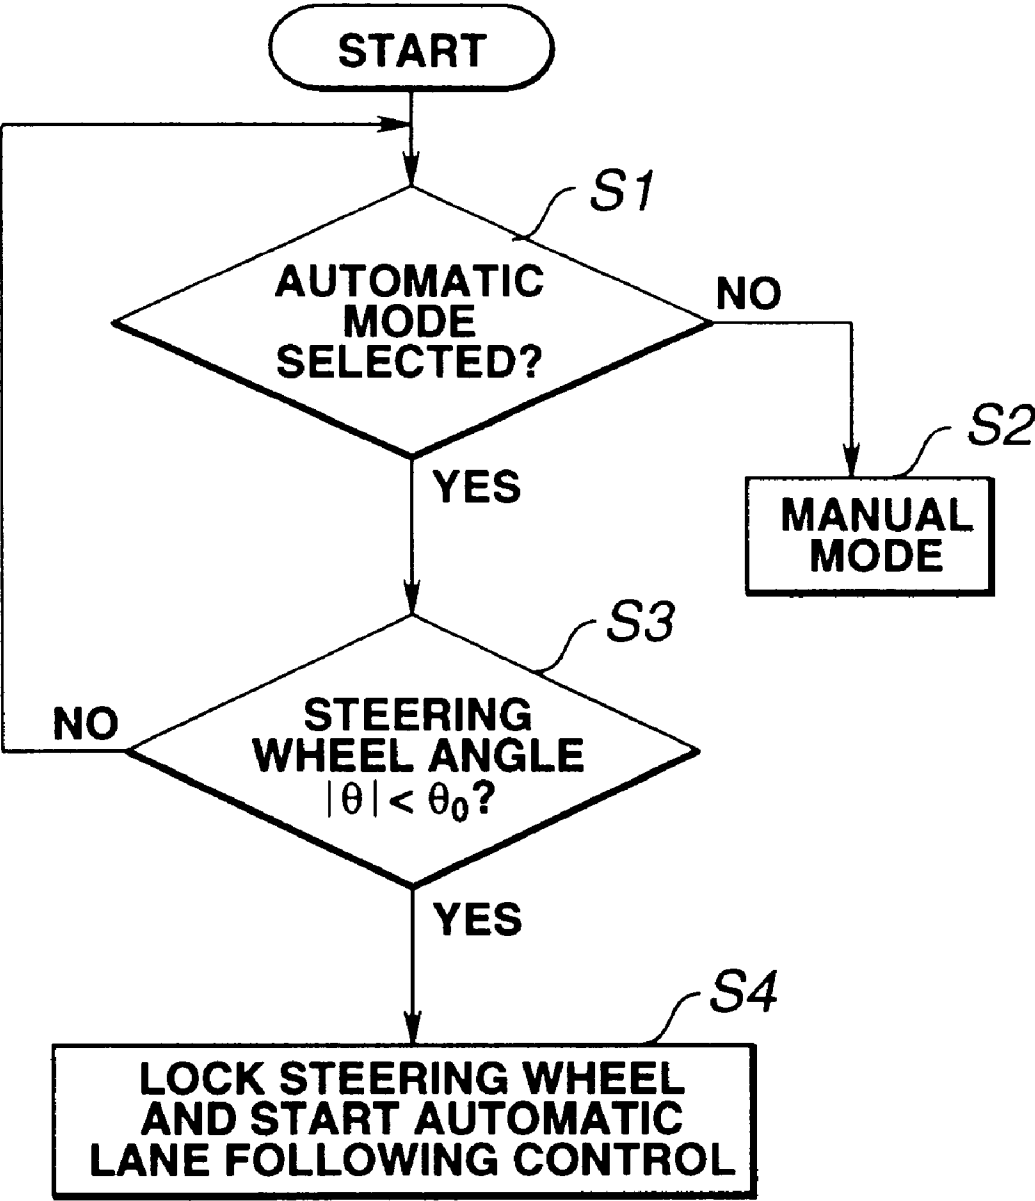 START
S1
AUTOMATIC
MODE
SELECTED?
NO
S2
YES
MANUAL
MODE
S3
NO
STEERING
WHEEL ANGLE
|θ| < θ₀?
YES
S4
LOCK STEERING WHEEL
AND START AUTOMATIC
LANE FOLLOWING CONTROL